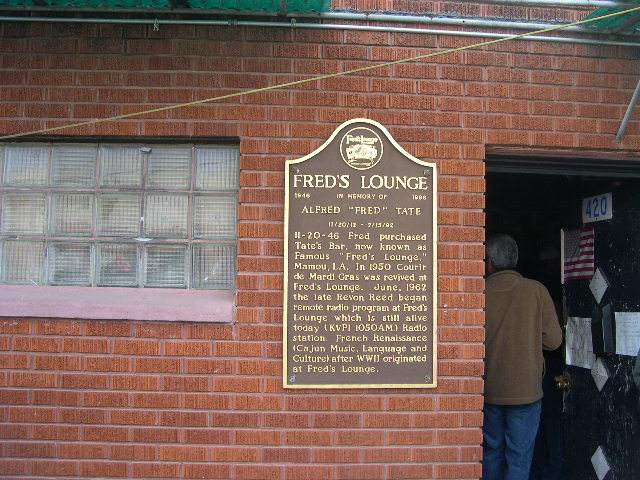 Fred's Lounge
FRED'S LOUNGE
1946 IN MEMORY OF 1996
ALFRED "FRED" TATE
11/20/12 - 2/13/92
11-20-46 Fred purchased
Tate's Bar, now known as
Famous "Fred's Lounge,"
Mamou, LA. In 1950 Courir
de Mardi Gras was revived at
Fred's Lounge. June, 1962
the late Revon Reed began
remote radio program at Fred's
Lounge which is still alive
today (KVPI 1050AM) Radio
station. French Renaissance
(Cajun Music, Language and
Culture) after WWII originated
at Fred's Lounge.
420